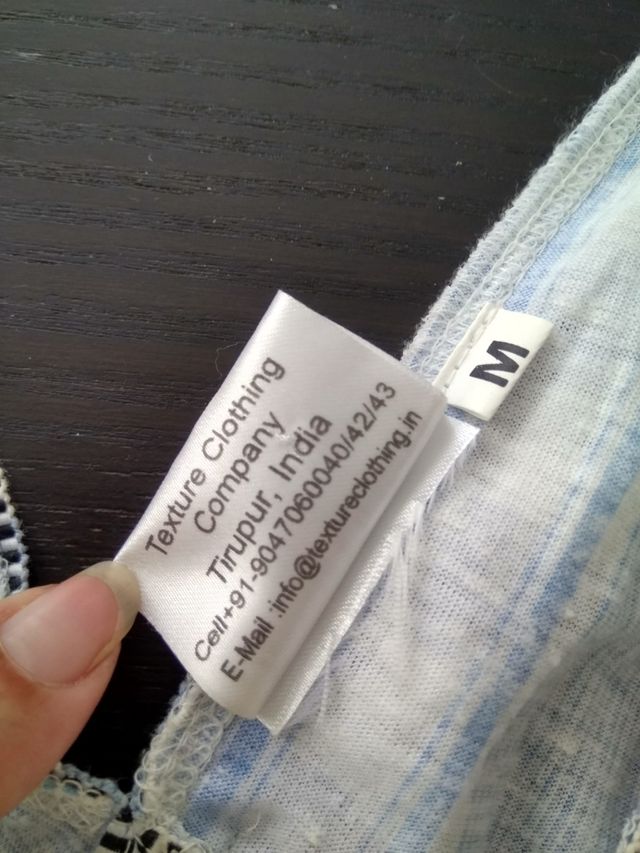 Texture Clothing
Company
Tirupur, India
Cell+91-9047060040/42/43
E-Mail :info@textureclothing.in
M